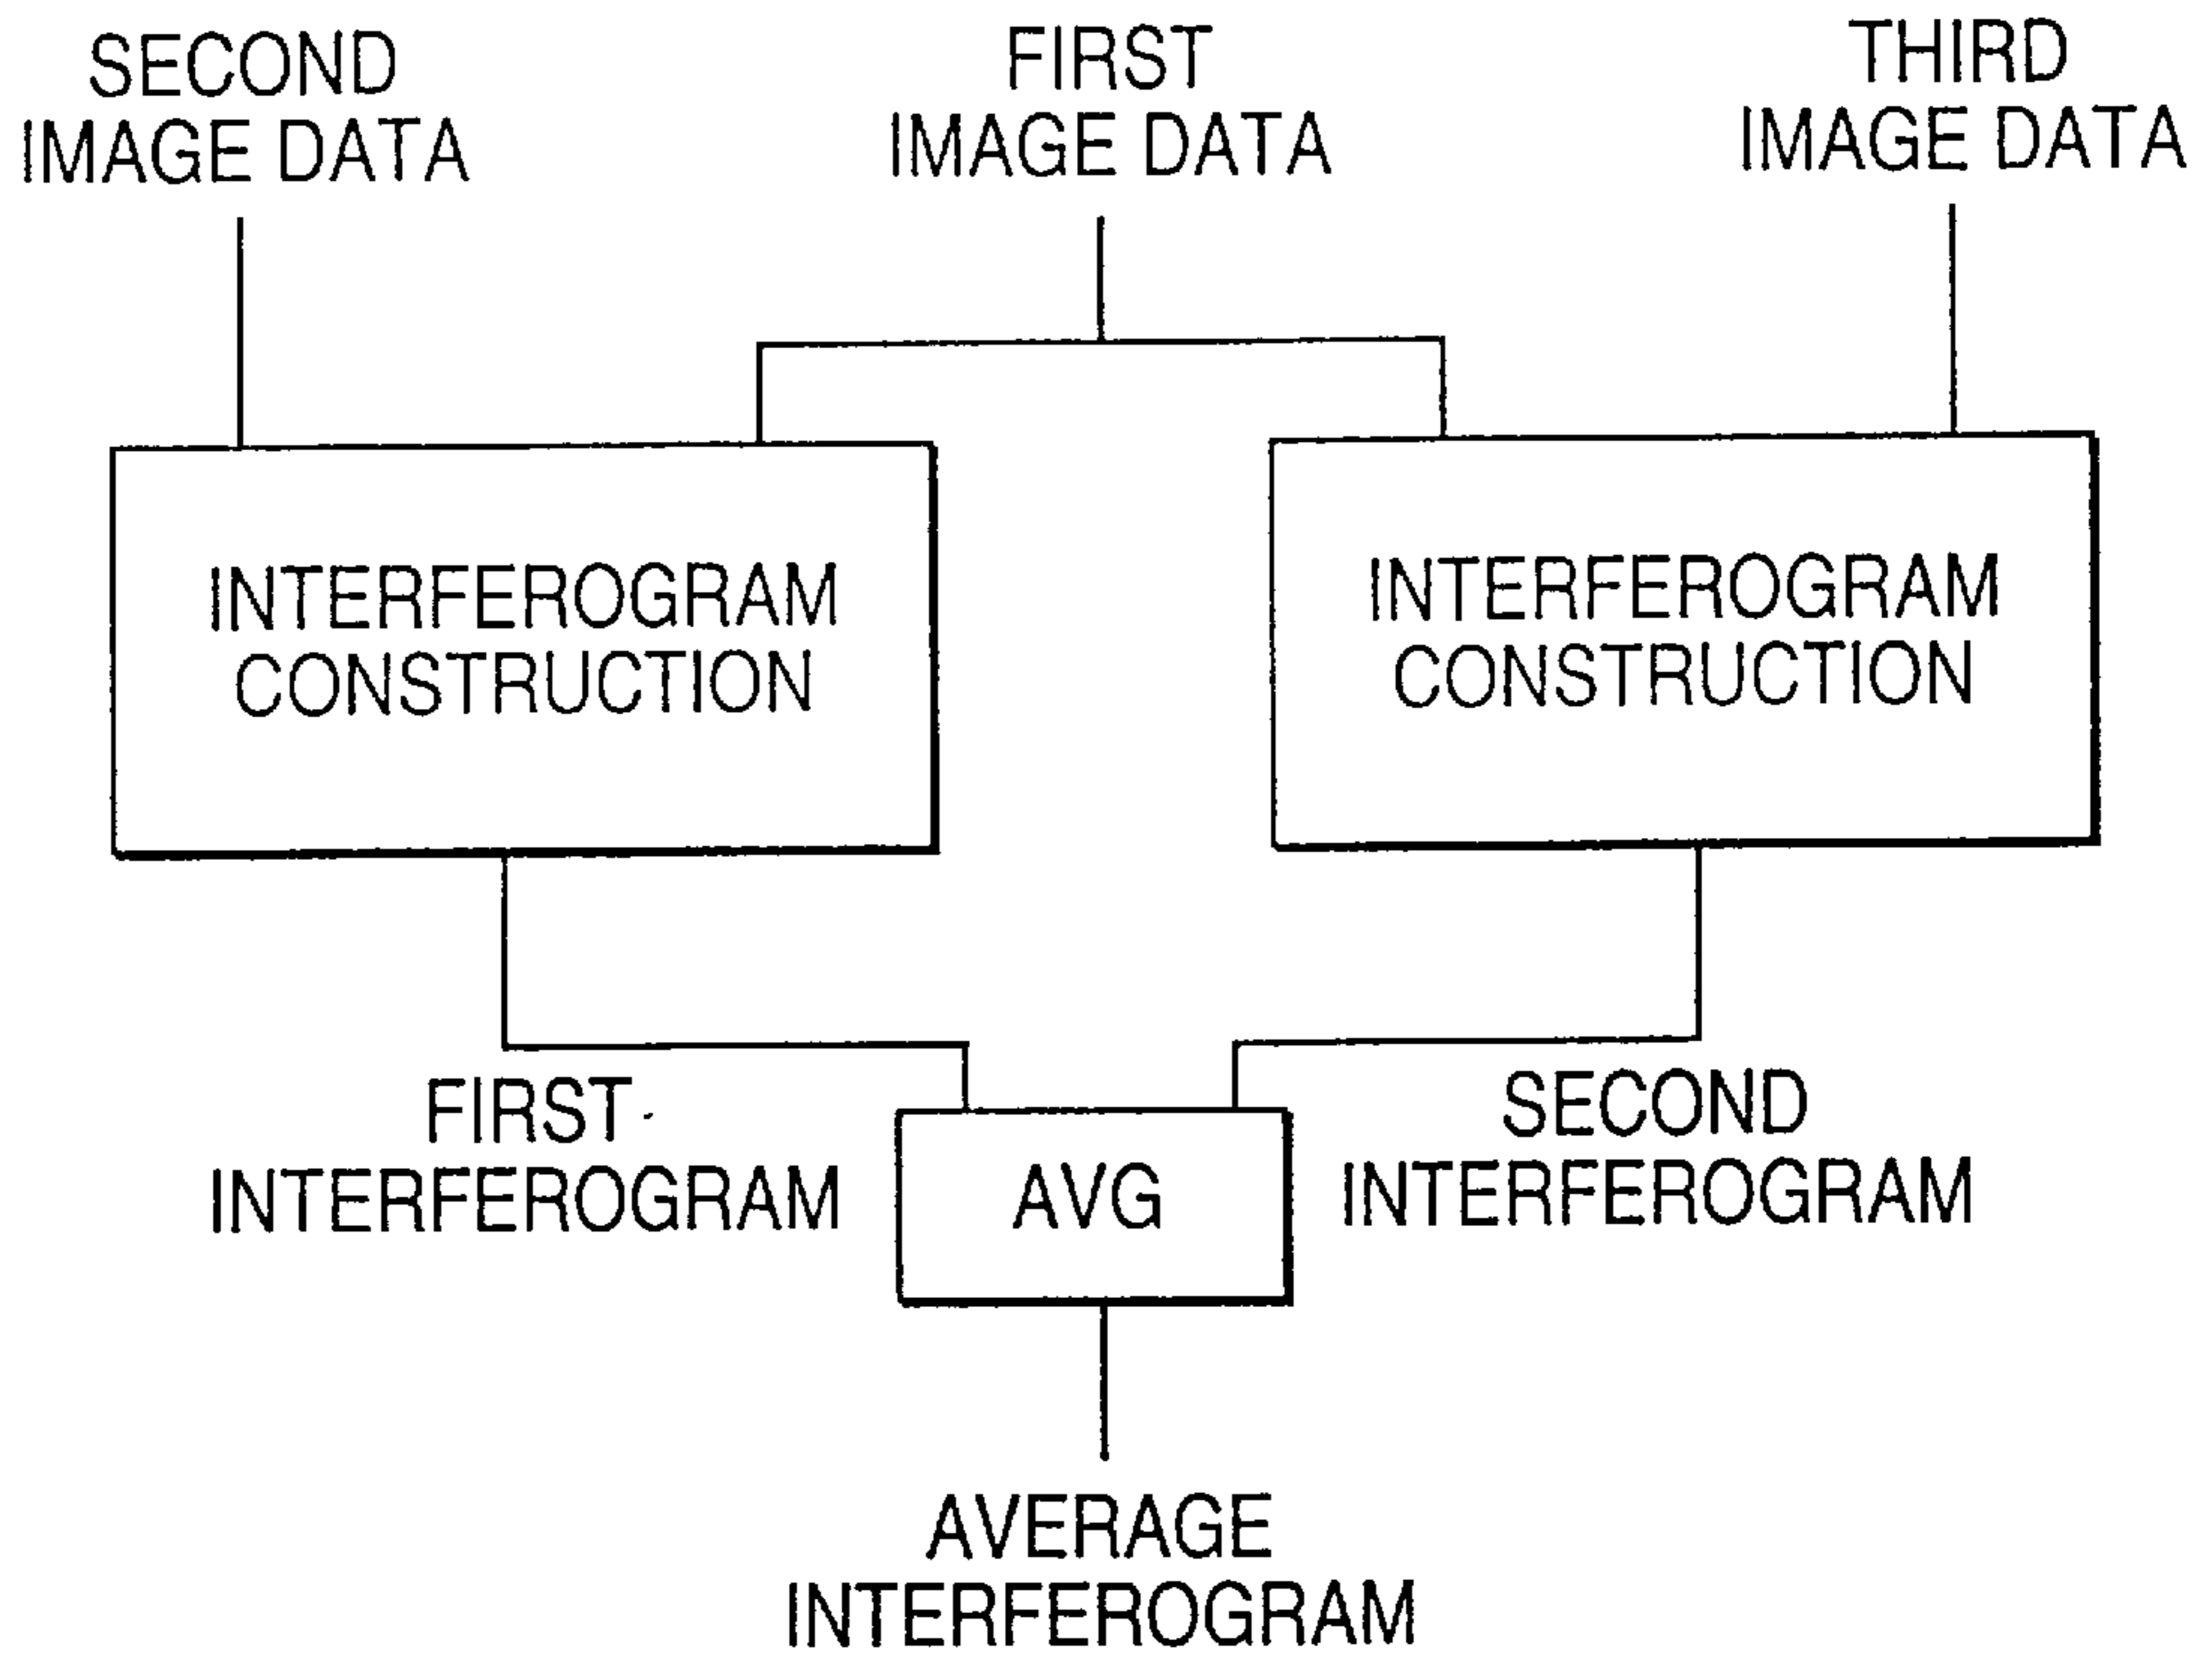 SECOND
IMAGE DATA
FIRST
IMAGE DATA
THIRD
IMAGE DATA
INTERFEROGRAM
CONSTRUCTION
INTERFEROGRAM
CONSTRUCTION
FIRST
INTERFEROGRAM
AVG
SECOND
INTERFEROGRAM
AVERAGE
INTERFEROGRAM